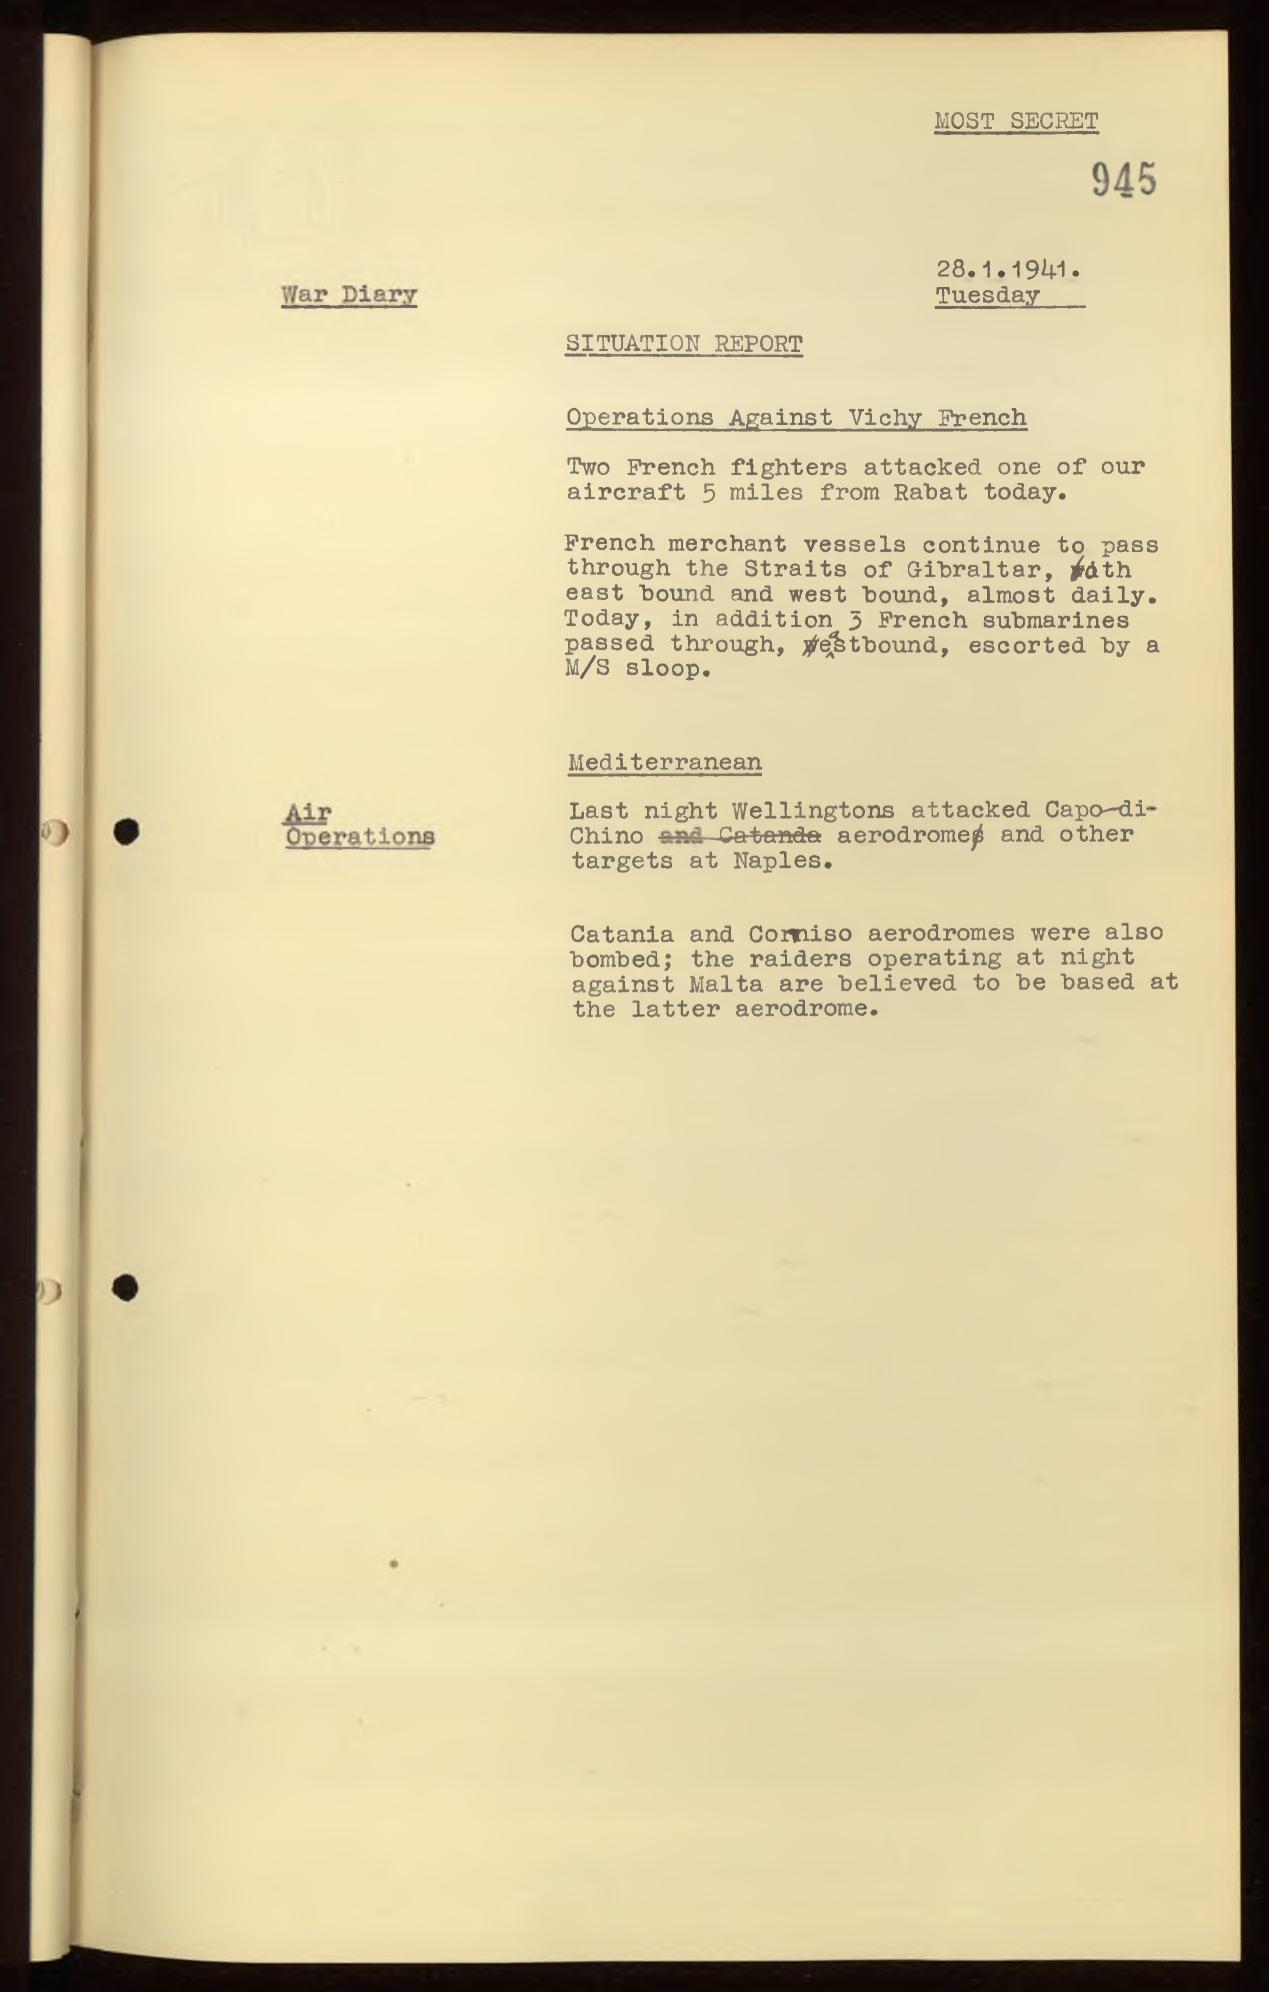 MOST SECRET
945
28.1.1941.
War Diary
Tuesday
SITUATION REPORT
Operations Against Vichy French
Two French fighters attacked one of our
aircraft 5 miles from Rabat today.
French merchant vessels continue to pass
through the Straits of Gibraltar, both
east bound and west bound, almost daily.
Today, in addition 3 French submarines
passed through, eastbound, escorted by a
M/S sloop.
Mediterranean
Air
Operations
Last night Wellingtons attacked Capo-di-
Chino and Catanda aerodrome and other
targets at Naples.
Catania and Comiso aerodromes were also
bombed; the raiders operating at night
against Malta are believed to be based at
the latter aerodrome.